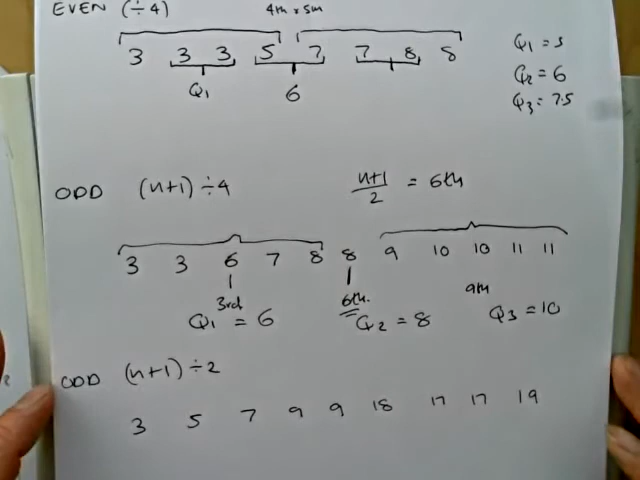 EVEN (÷4) 4th & 5th
3 3 3 5 7 7 8 8
Q1 6
Q1 = 3
Q2 = 6
Q3 = 7.5
ODD (n+1) ÷4 n+1/2 = 6th
3 3 6 7 8 8 9 10 10 11 11
3rd 6th. 9th
Q1 = 6 Q2 = 8 Q3 = 10
ODD (n+1) ÷2
3 5 7 9 9 18 17 17 19